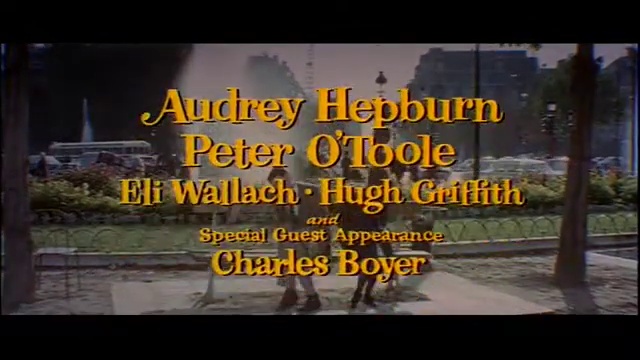 Audrey Hepburn
Peter O'Toole
Eli Wallach · Hugh Griffith
and
Special Guest Appearance
Charles Boyer